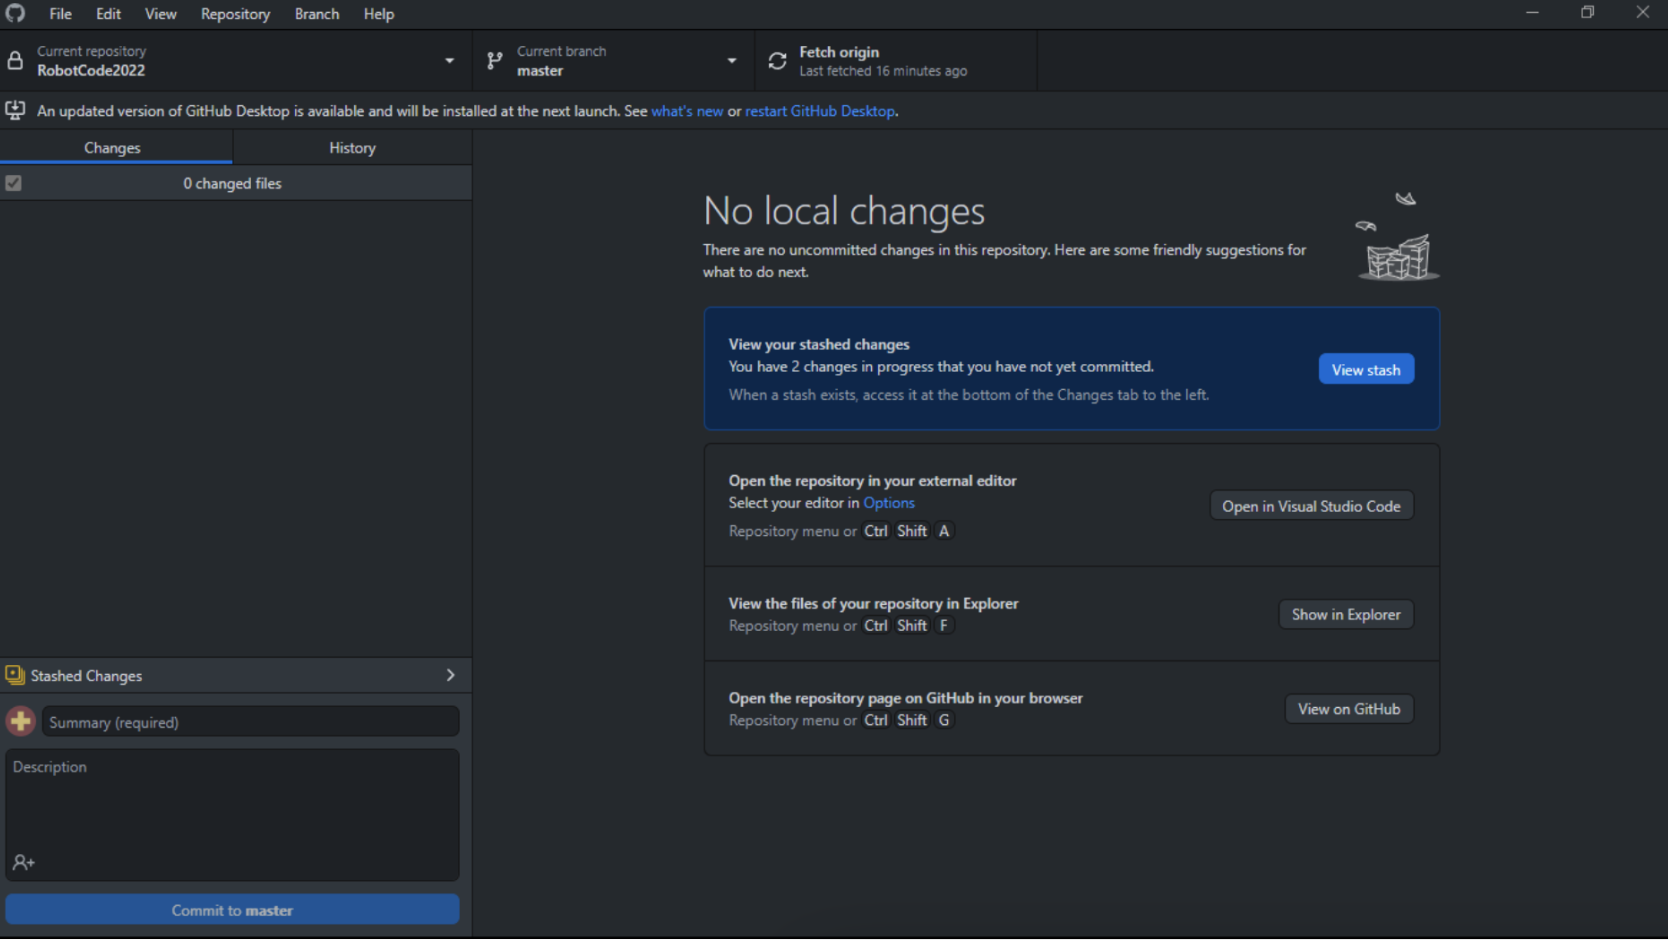 File Edit View Repository Branch Help
Current repository
RobotCode2022
Current branch
master
Fetch origin
Last fetched 16 minutes ago
An updated version of GitHub Desktop is available and will be installed at the next launch. See what's new or restart GitHub Desktop.
Changes
History
0 changed files
No local changes
There are no uncommitted changes in this repository. Here are some friendly suggestions for
what to do next.
View your stashed changes
You have 2 changes in progress that you have not yet committed.
When a stash exists, access it at the bottom of the Changes tab to the left.
View stash
Open the repository in your external editor
Select your editor in Options
Repository menu or Ctrl Shift A
Open in Visual Studio Code
View the files of your repository in Explorer
Repository menu or Ctrl Shift F
Show in Explorer
Open the repository page on GitHub in your browser
Repository menu or Ctrl Shift G
View on GitHub
Stashed Changes
Summary (required)
Description
Commit to master